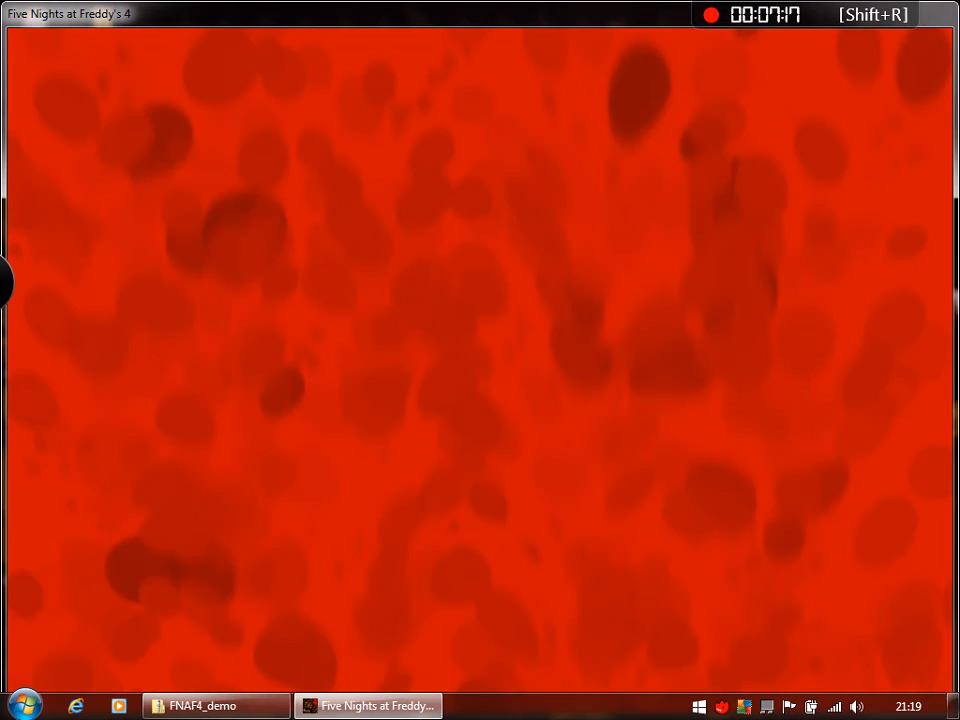 Five Nights at Freddy's 4
00:07:17 [Shift+R]
FNAF4_demo
Five Nights at Freddy...
21:19